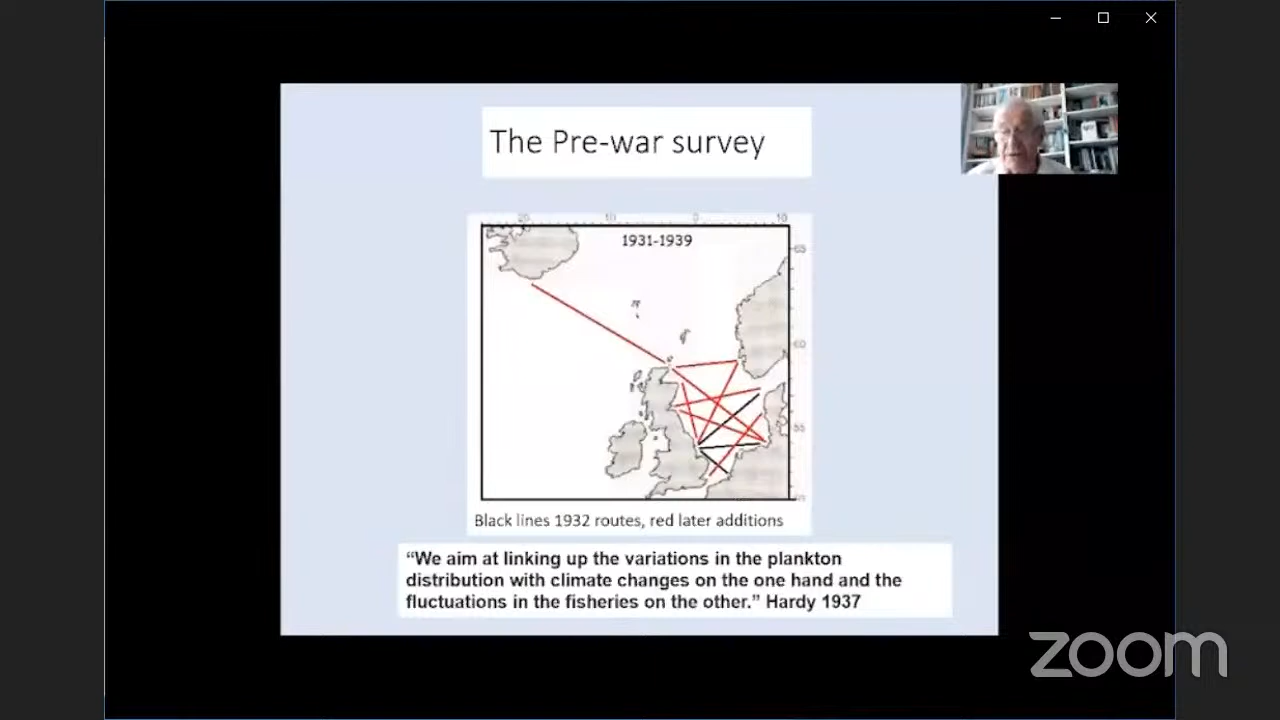 The Pre-war survey
20 10 0 10
1931-1939
65
60
55
Black lines 1932 routes, red later additions
“We aim at linking up the variations in the plankton
distribution with climate changes on the one hand and the
fluctuations in the fisheries on the other.” Hardy 1937
zoom